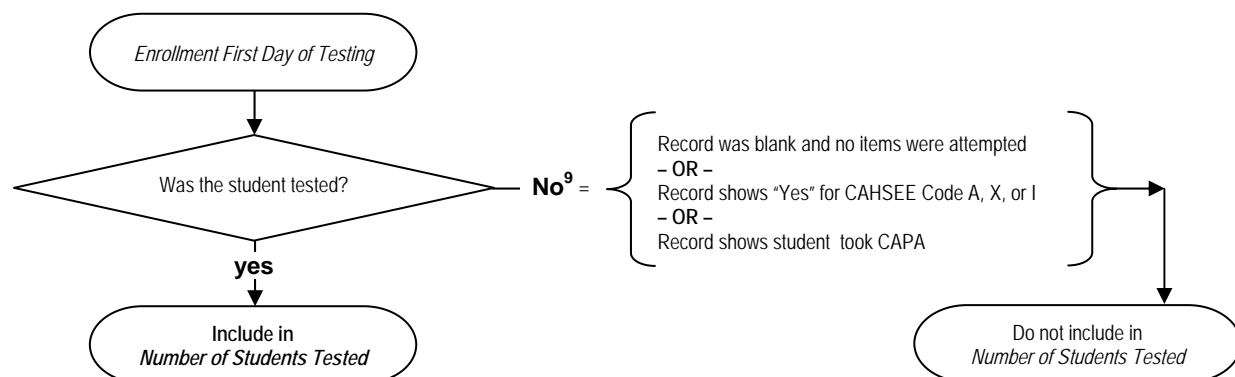 Enrollment First Day of Testing
Was the student tested?
No9 =
Record was blank and no items were attempted
– OR –
Record shows “Yes” for CAHSEE Code A, X, or I
– OR –
Record shows student took CAPA
yes
Include in
Number of Students Tested
Do not include in
Number of Students Tested